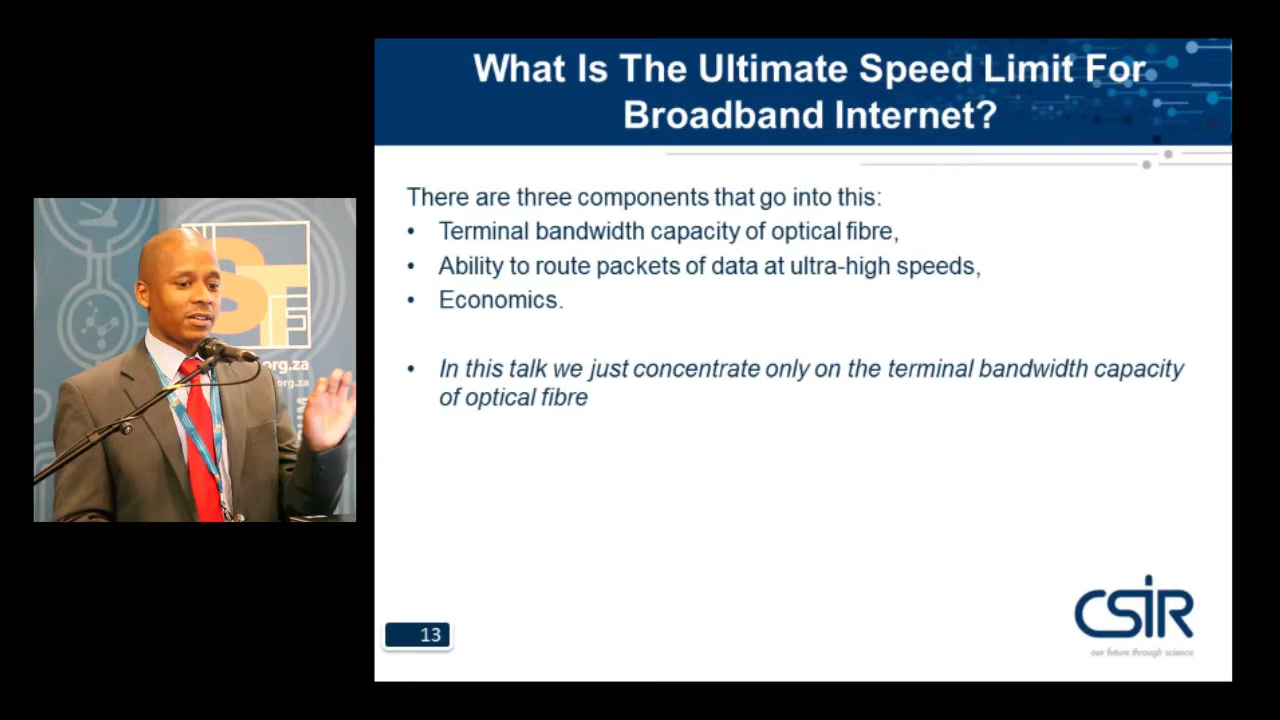 What Is The Ultimate Speed Limit For
Broadband Internet?
There are three components that go into this:
• Terminal bandwidth capacity of optical fibre,
• Ability to route packets of data at ultra-high speeds,
• Economics.
• In this talk we just concentrate only on the terminal bandwidth capacity
of optical fibre
STF
org.za
org.za
13
CSIR
our future through science